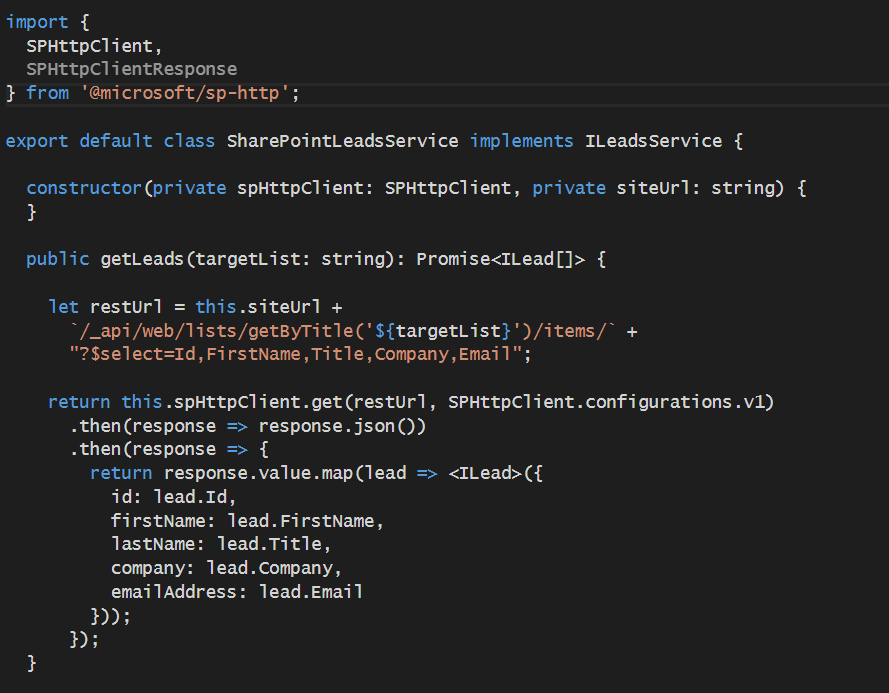 import {
  SPHttpClient,
  SPHttpClientResponse
} from '@microsoft/sp-http';
export default class SharePointLeadsService implements ILeadsService {
  constructor(private spHttpClient: SPHttpClient, private siteUrl: string) {
  }
  public getLeads(targetList: string): Promise<ILead[]> {
    let restUrl = this.siteUrl +
      `/_api/web/lists/getByTitle('${targetList}')/items/` +
      "?$select=Id,FirstName,Title,Company,Email";
    return this.spHttpClient.get(restUrl, SPHttpClient.configurations.v1)
      .then(response => response.json())
      .then(response => {
        return response.value.map(lead => <ILead>({
          id: lead.Id,
          firstName: lead.FirstName,
          lastName: lead.Title,
          company: lead.Company,
          emailAddress: lead.Email
        }));
      });
  }